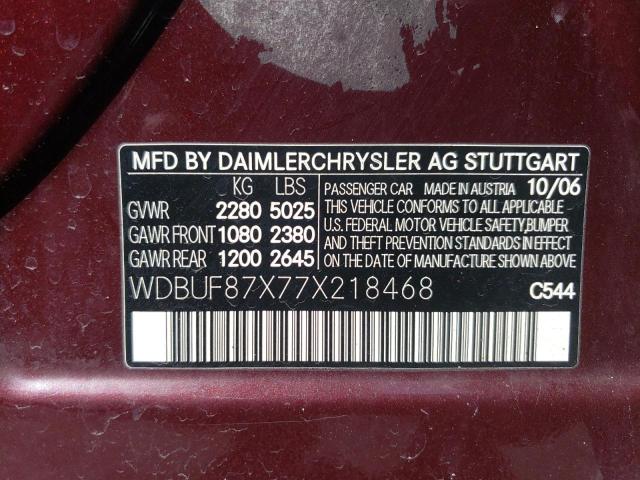 MFD BY DAIMLERCHRYSLER AG STUTTGART
KG LBS
GVWR 2280 5025
GAWR FRONT 1080 2380
GAWR REAR 1200 2645
PASSENGER CAR MADE IN AUSTRIA 10/06
THIS VEHICLE CONFORMS TO ALL APPLICABLE
U.S. FEDERAL MOTOR VEHICLE SAFETY,BUMPER
AND THEFT PREVENTION STANDARDS IN EFFECT
ON THE DATE OF MANUFACTURE SHOWN ABOVE.
WDBUF87X77X218468 C544